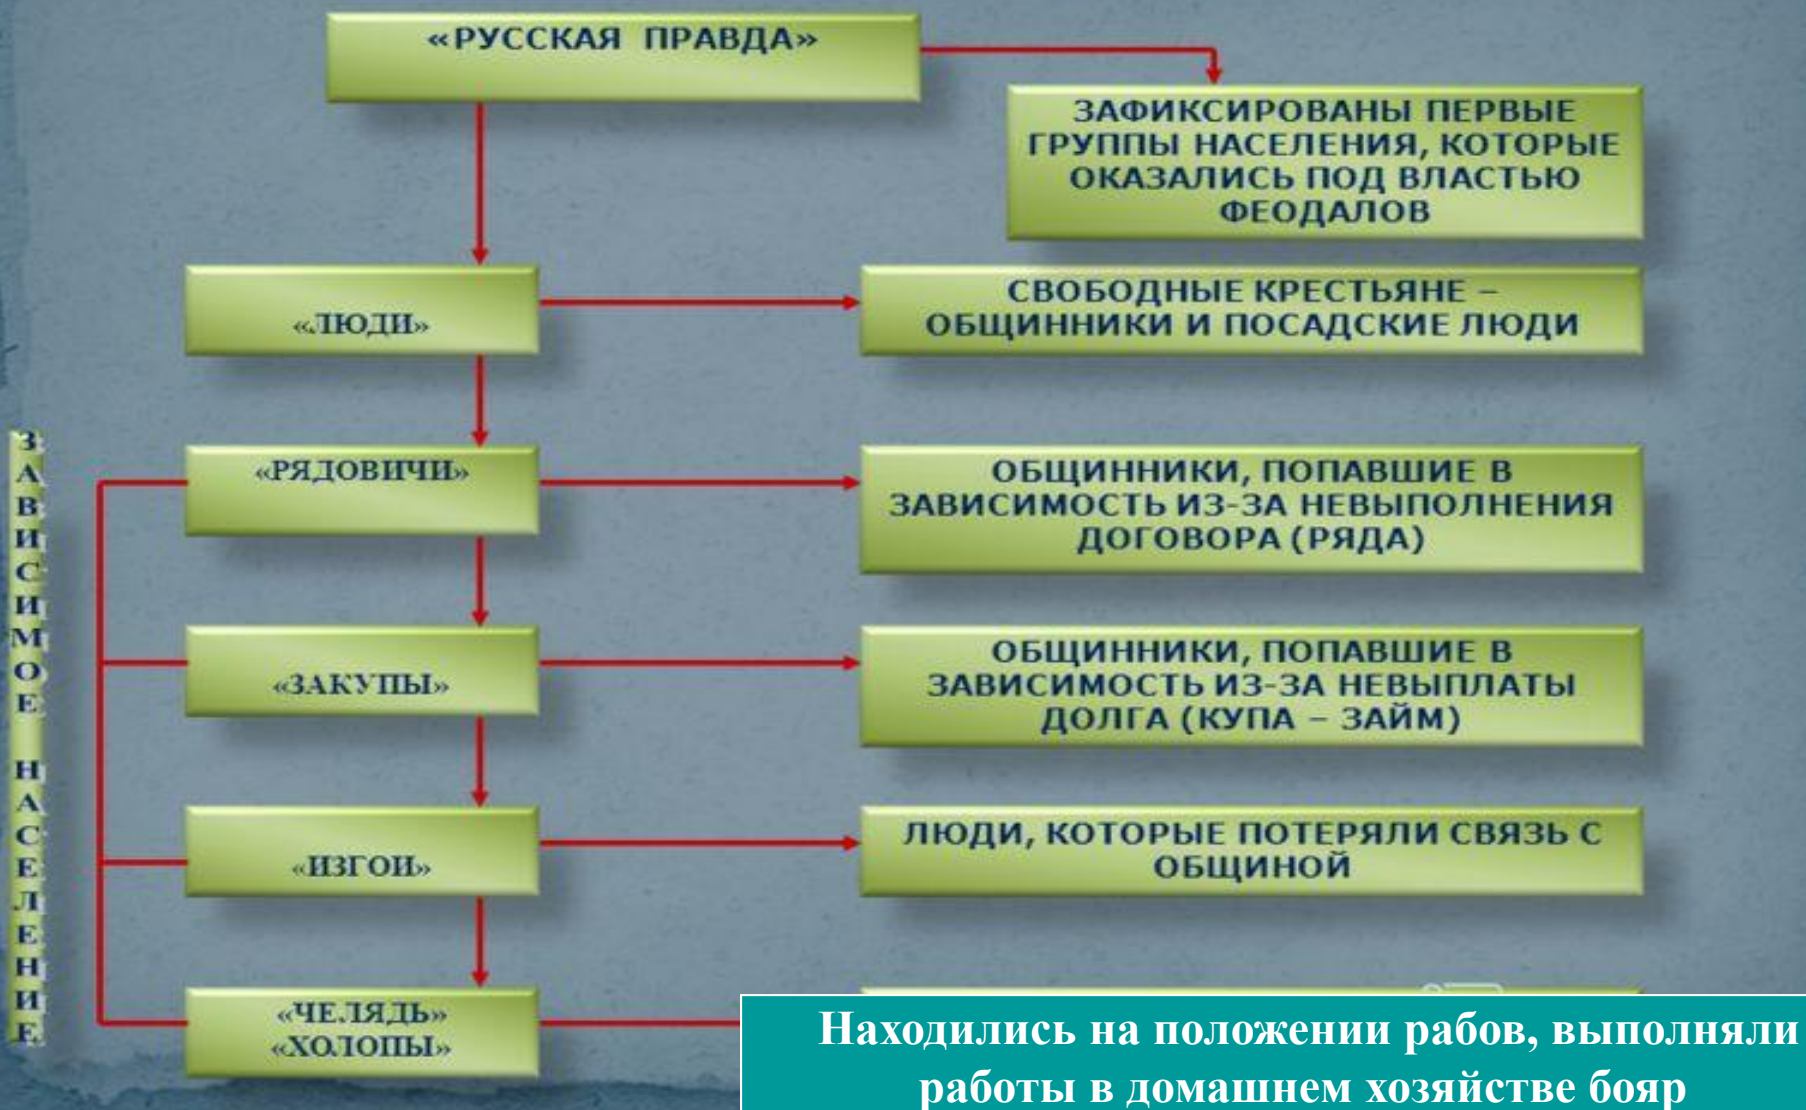 «РУССКАЯ ПРАВДА»
ЗАФИКСИРОВАНЫ ПЕРВЫЕ
ГРУППЫ НАСЕЛЕНИЯ, КОТОРЫЕ
ОКАЗАЛИСЬ ПОД ВЛАСТЬЮ
ФЕОДАЛОВ
«ЛЮДИ»
СВОБОДНЫЕ КРЕСТЬЯНЕ –
ОБЩИННИКИ И ПОСАДСКИЕ ЛЮДИ
ЗАВИСИМОЕ НАСЕЛЕНИЕ
«РЯДОВИЧИ»
ОБЩИННИКИ, ПОПАВШИЕ В
ЗАВИСИМОСТЬ ИЗ-ЗА НЕВЫПОЛНЕНИЯ
ДОГОВОРА (РЯДА)
«ЗАКУПЫ»
ОБЩИННИКИ, ПОПАВШИЕ В
ЗАВИСИМОСТЬ ИЗ-ЗА НЕВЫПЛАТЫ
ДОЛГА (КУПА – ЗАЙМ)
«ИЗГОИ»
ЛЮДИ, КОТОРЫЕ ПОТЕРЯЛИ СВЯЗЬ С
ОБЩИНОЙ
«ЧЕЛЯДЬ»
«ХОЛОПЫ»
Находились на положении рабов, выполняли
работы в домашнем хозяйстве бояр